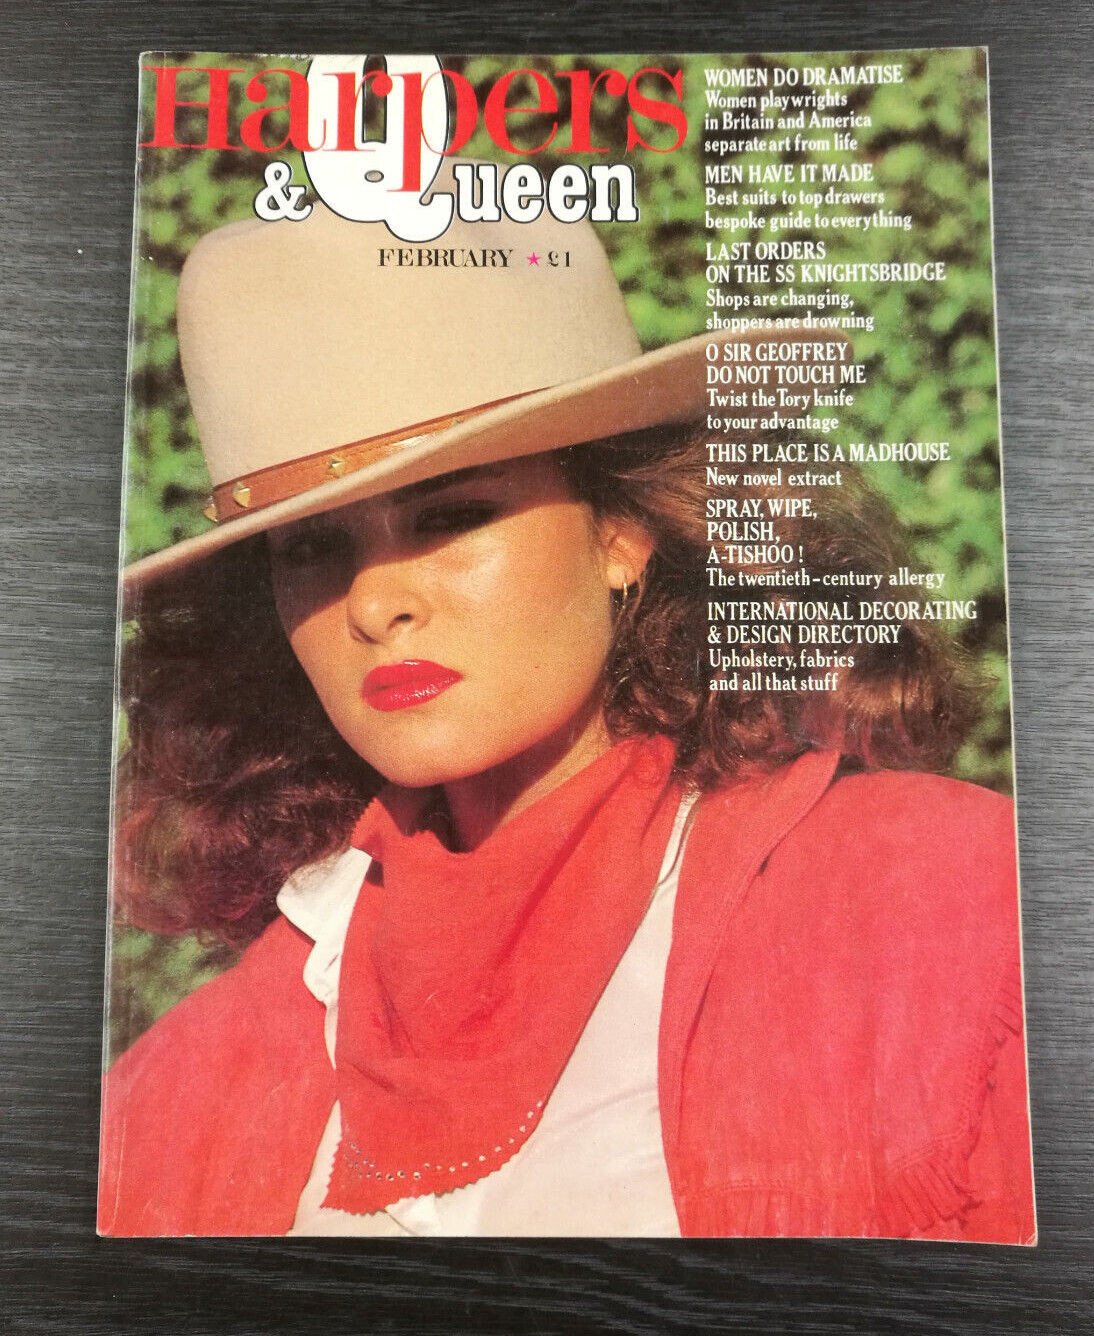 Harpers
& Queen
FEBRUARY ★ £1
WOMEN DO DRAMATISE
Women playwrights
in Britain and America
separate art from life
MEN HAVE IT MADE
Best suits to top drawers
bespoke guide to everything
LAST ORDERS
ON THE SS KNIGHTSBRIDGE
Shops are changing,
shoppers are drowning
O SIR GEOFFREY
DO NOT TOUCH ME
Twist the Tory knife
to your advantage
THIS PLACE IS A MADHOUSE
New novel extract
SPRAY, WIPE,
POLISH,
A-TISHOO!
The twentieth-century allergy
INTERNATIONAL DECORATING
& DESIGN DIRECTORY
Upholstery, fabrics
and all that stuff